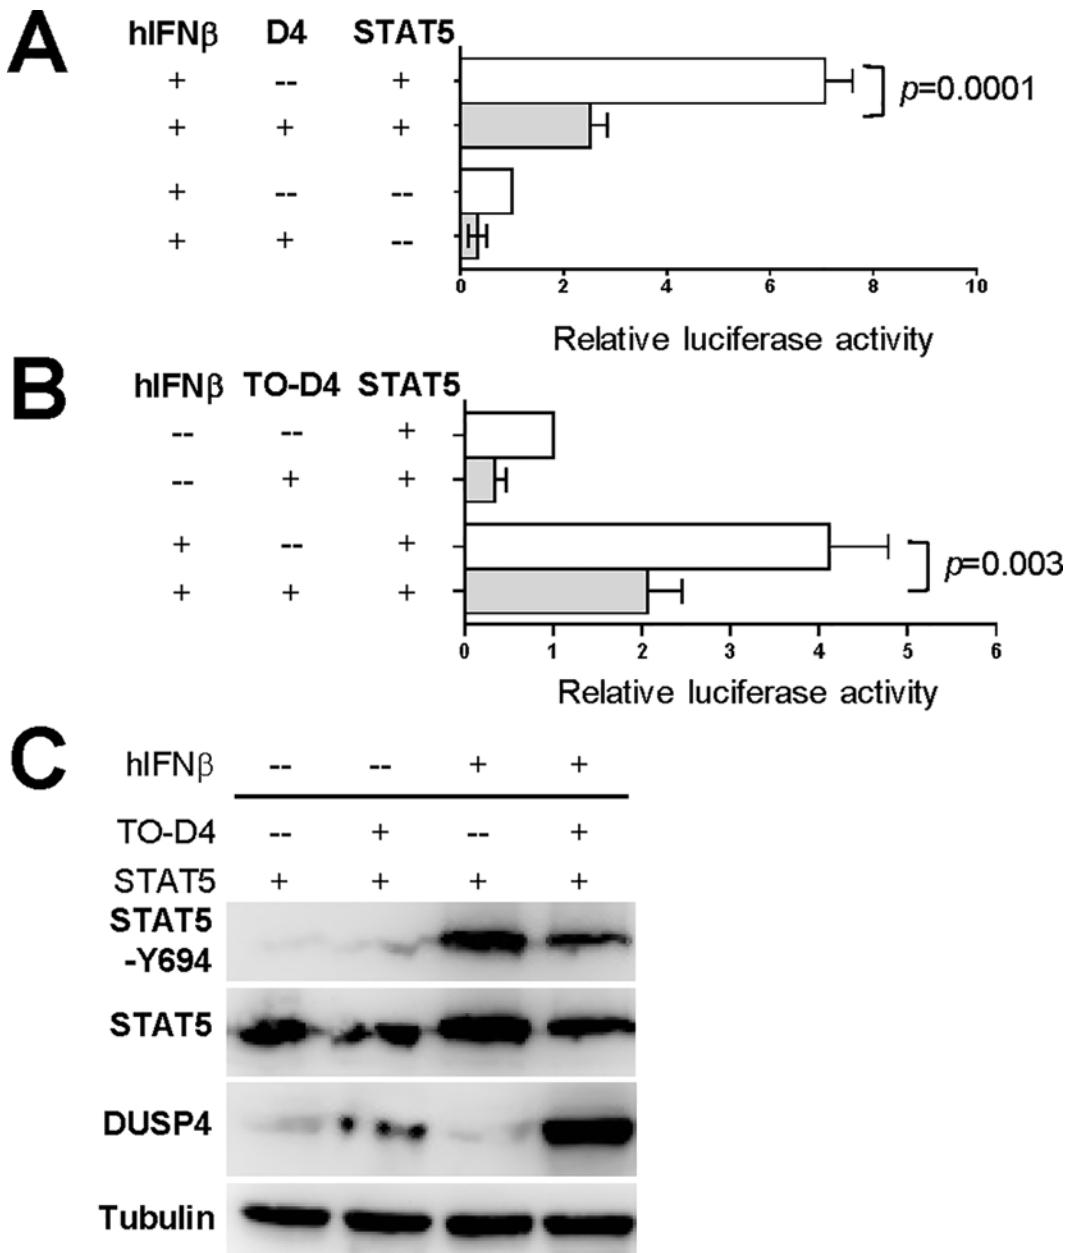 A
hIFNβ D4 STAT5
+ -- +
+ + +
p=0.0001
+ -- --
+ + --
0 2 4 6 8 10
Relative luciferase activity
B
hIFNβ TO-D4 STAT5
-- -- +
-- + +
+ -- +
+ + +
p=0.003
0 1 2 3 4 5 6
Relative luciferase activity
C
hIFNβ -- -- + +
TO-D4 -- + -- +
STAT5 + + + +
STAT5
-Y694
STAT5
DUSP4
Tubulin